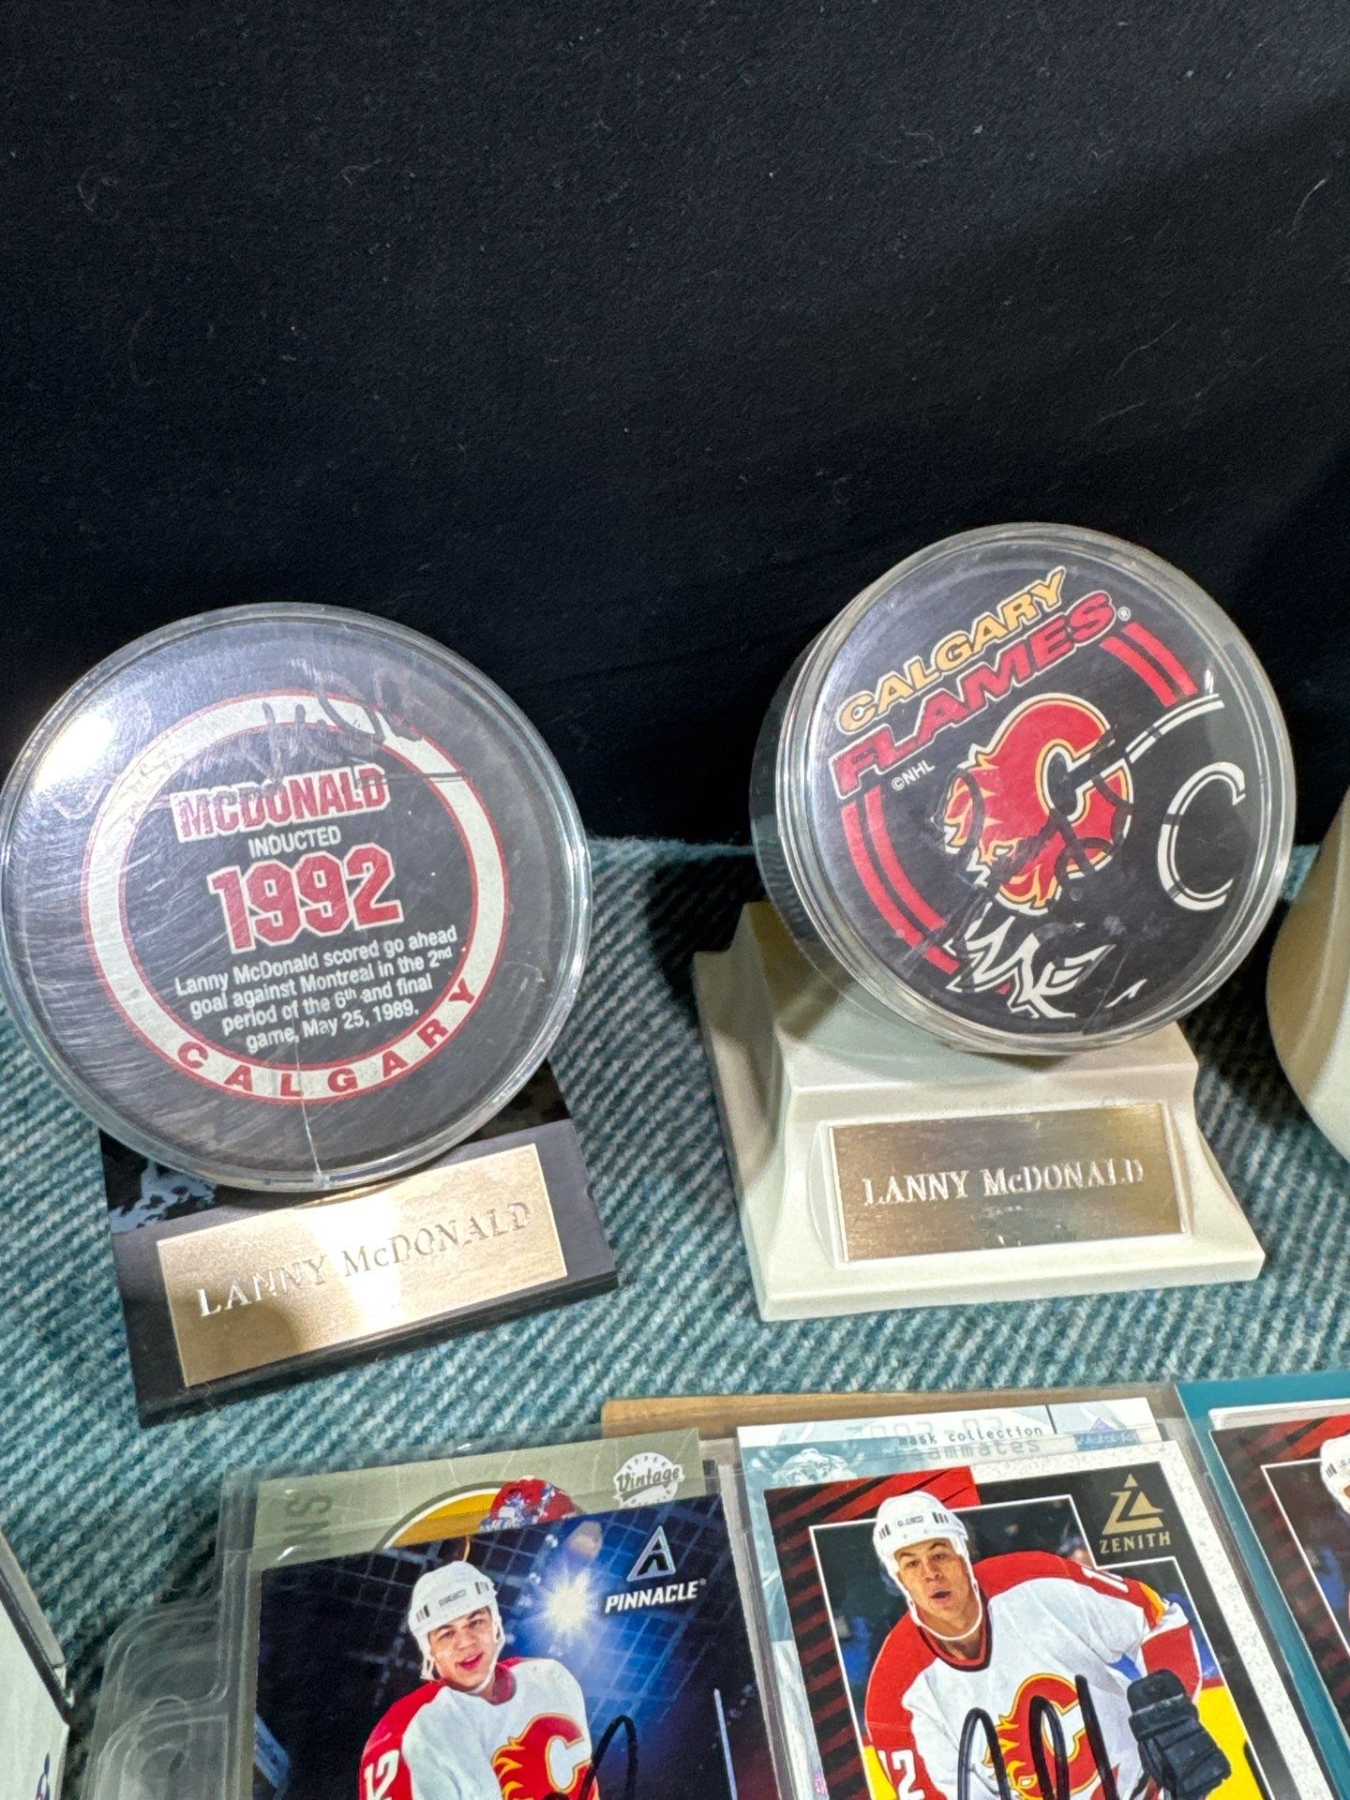 MCDONALD
INDUCTED
1992
Lanny McDonald scored go ahead
goal against Montreal in the 2nd
period of the 6th and final
game, May 25, 1989.
CALGARY
LANNY McDONALD
CALGARY
FLAMES®
©NHL
C
C
LANNY McDONALD
Vintage
PINNACLE®
12
C
mask collection
teammates
ZENITH
12